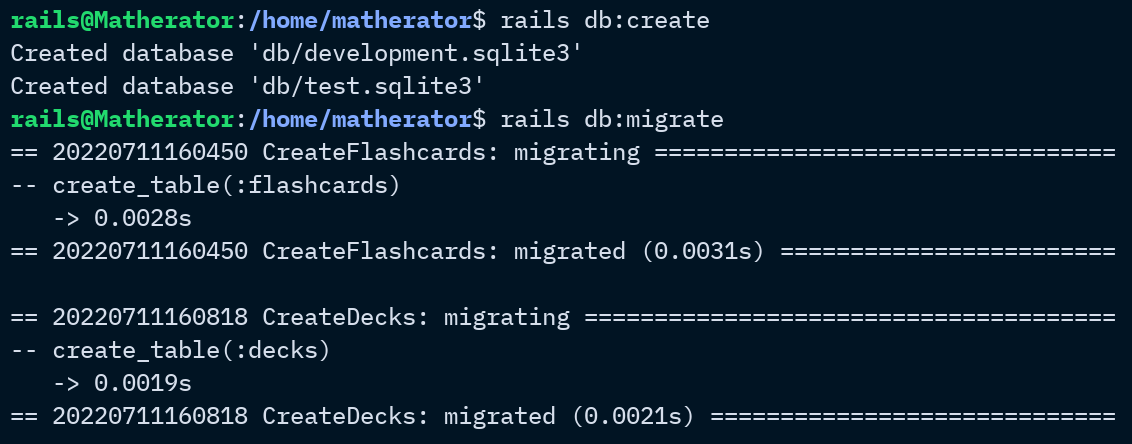 rails@Matherator:/home/matherator$ rails db:create
Created database 'db/development.sqlite3'
Created database 'db/test.sqlite3'
rails@Matherator:/home/matherator$ rails db:migrate
== 20220711160450 CreateFlashcards: migrating =================================
-- create_table(:flashcards)
   -> 0.0028s
== 20220711160450 CreateFlashcards: migrated (0.0031s) ========================

== 20220711160818 CreateDecks: migrating ======================================
-- create_table(:decks)
   -> 0.0019s
== 20220711160818 CreateDecks: migrated (0.0021s) =============================